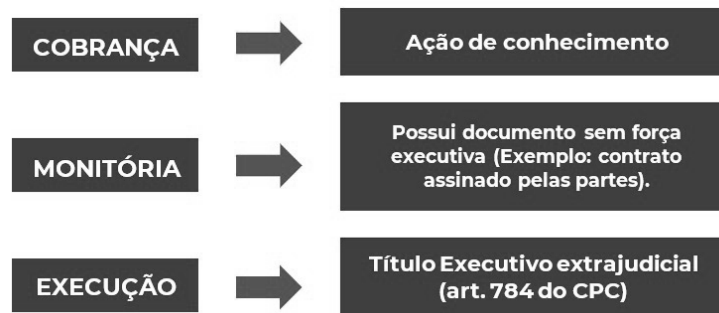 COBRANÇA
Ação de conhecimento
MONITÓRIA
Possui documento sem força
executiva (Exemplo: contrato
assinado pelas partes).
EXECUÇÃO
Título Executivo extrajudicial
(art. 784 do CPC)